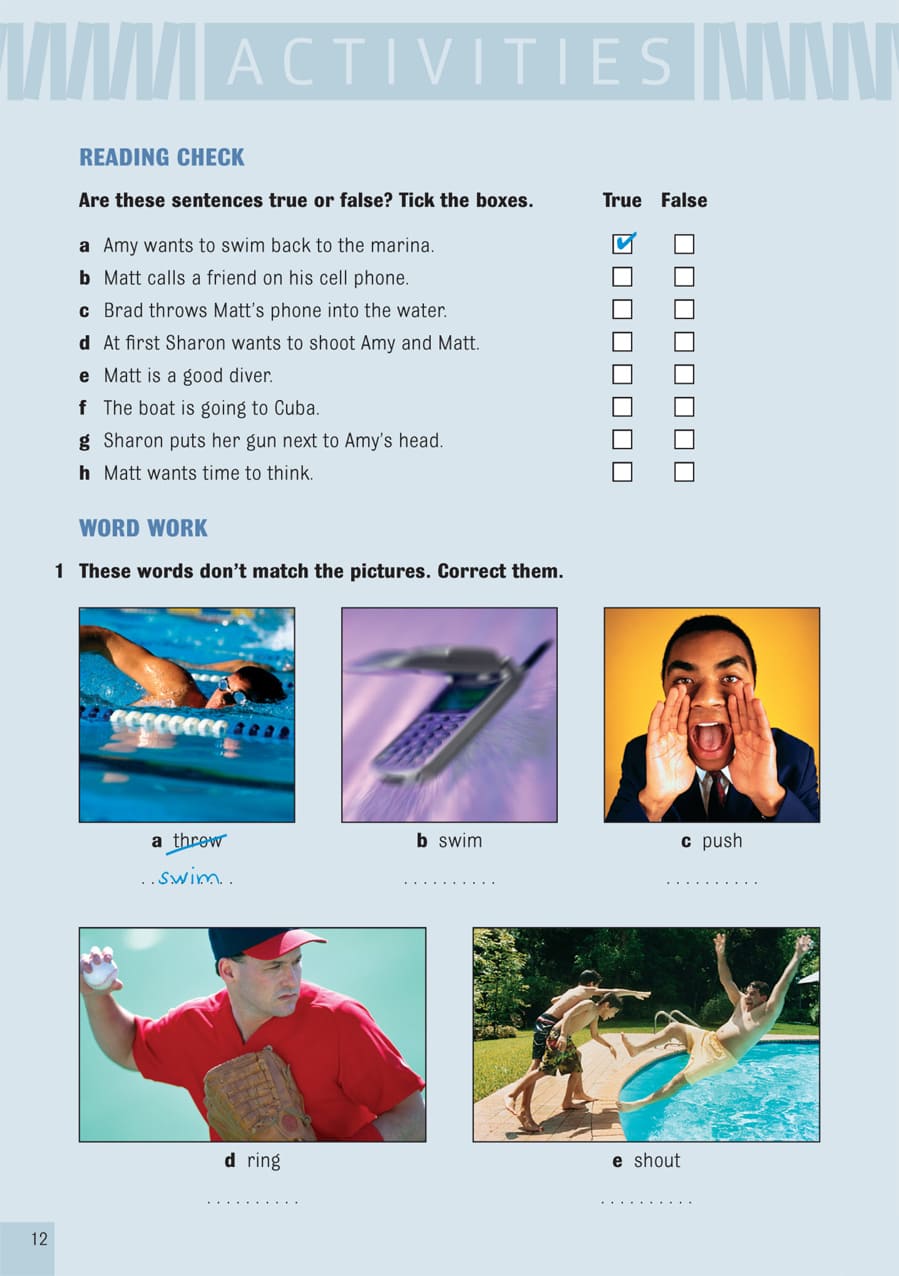 ACTIVITIES
READING CHECK
Are these sentences true or false? Tick the boxes. True False
a Amy wants to swim back to the marina. ✔
b Matt calls a friend on his cell phone.
c Brad throws Matt’s phone into the water.
d At first Sharon wants to shoot Amy and Matt.
e Matt is a good diver.
f The boat is going to Cuba.
g Sharon puts her gun next to Amy’s head.
h Matt wants time to think.
WORD WORK
1 These words don’t match the pictures. Correct them.
a throw b swim c push
swim
d ring e shout
12